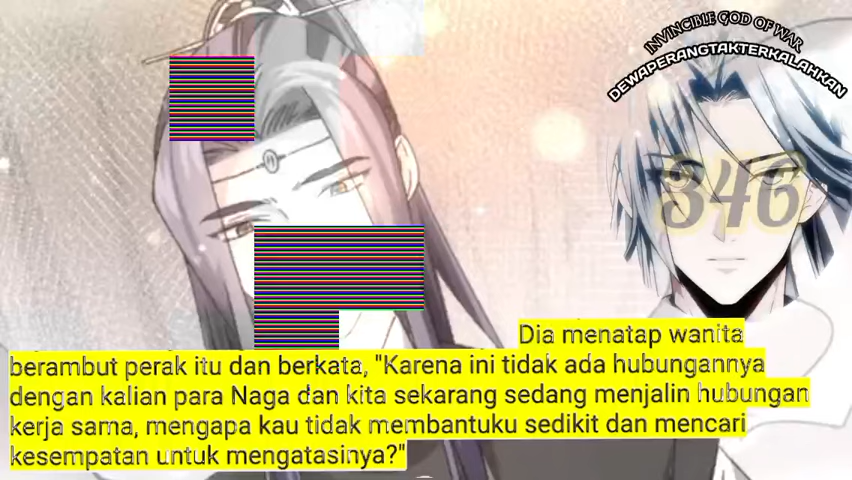 INVINCIBLE GOD OF WAR
DEWAPERANGTAKTERKALAHKAN
346
Dia menatap wanita
berambut perak itu dan berkata, "Karena ini tidak ada hubungannya
dengan kalian para Naga dan kita sekarang sedang menjalin hubungan
kerja sama, mengapa kau tidak membantuku sedikit dan mencari
kesempatan untuk mengatasinya?"